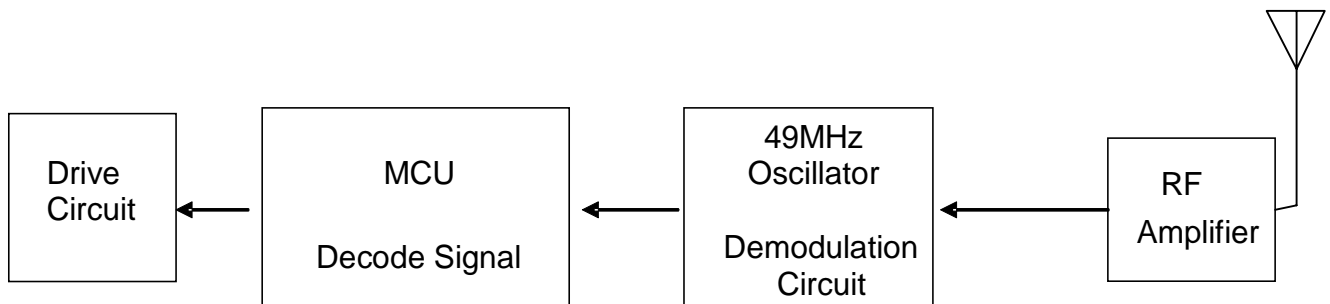 Drive
Circuit
MCU
Decode Signal
49MHz
Oscillator
Demodulation
Circuit
RF
Amplifier